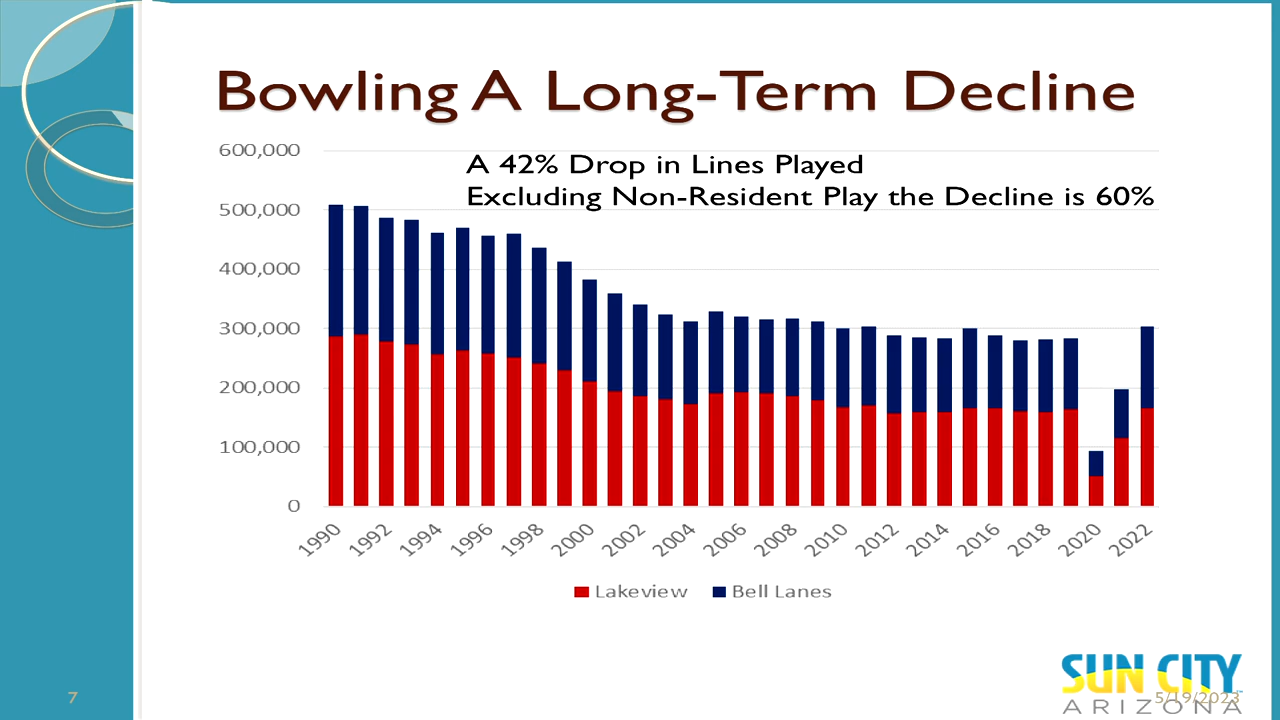 Bowling A Long-Term Decline
A 42% Drop in Lines Played
Excluding Non-Resident Play the Decline is 60%
600,000
500,000
400,000
300,000
200,000
100,000
0
1990 1992 1994 1996 1998 2000 2002 2004 2006 2008 2010 2012 2014 2016 2018 2020 2022
Lakeview Bell Lanes
SUN CITY
ARIZONA
7
5/19/2023